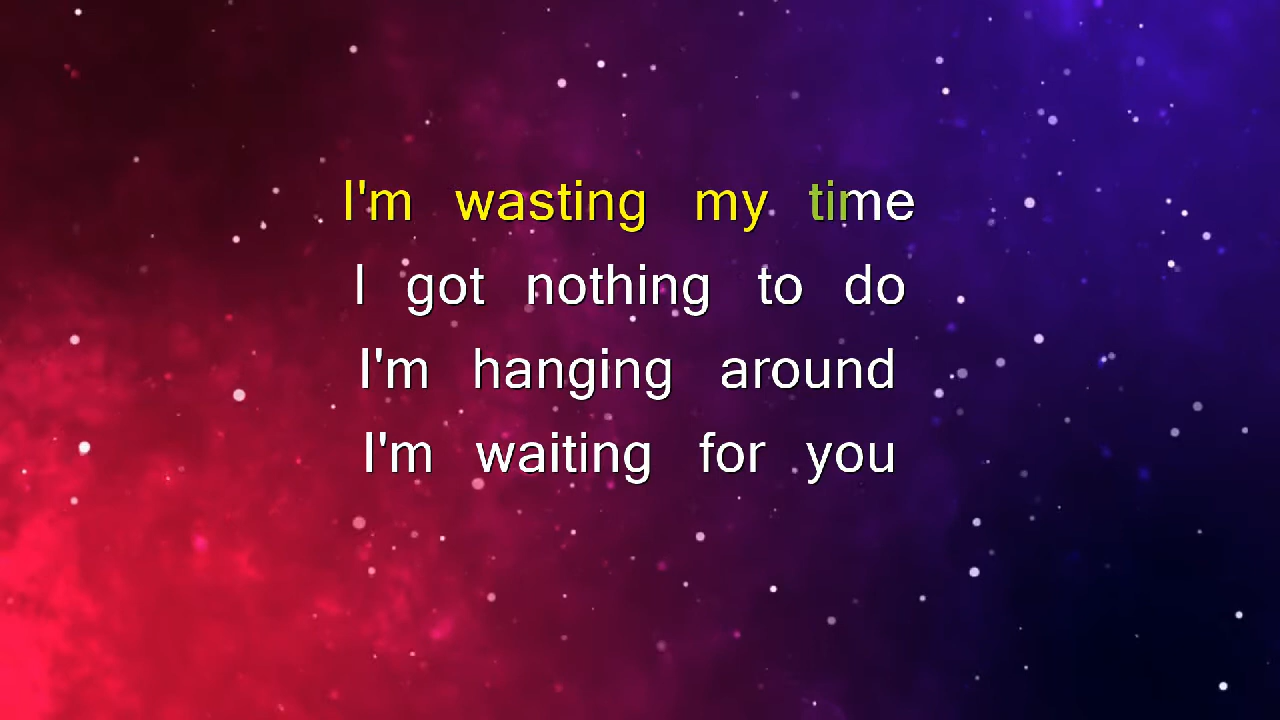 I'm wasting my time
I got nothing to do
I'm hanging around
I'm waiting for you